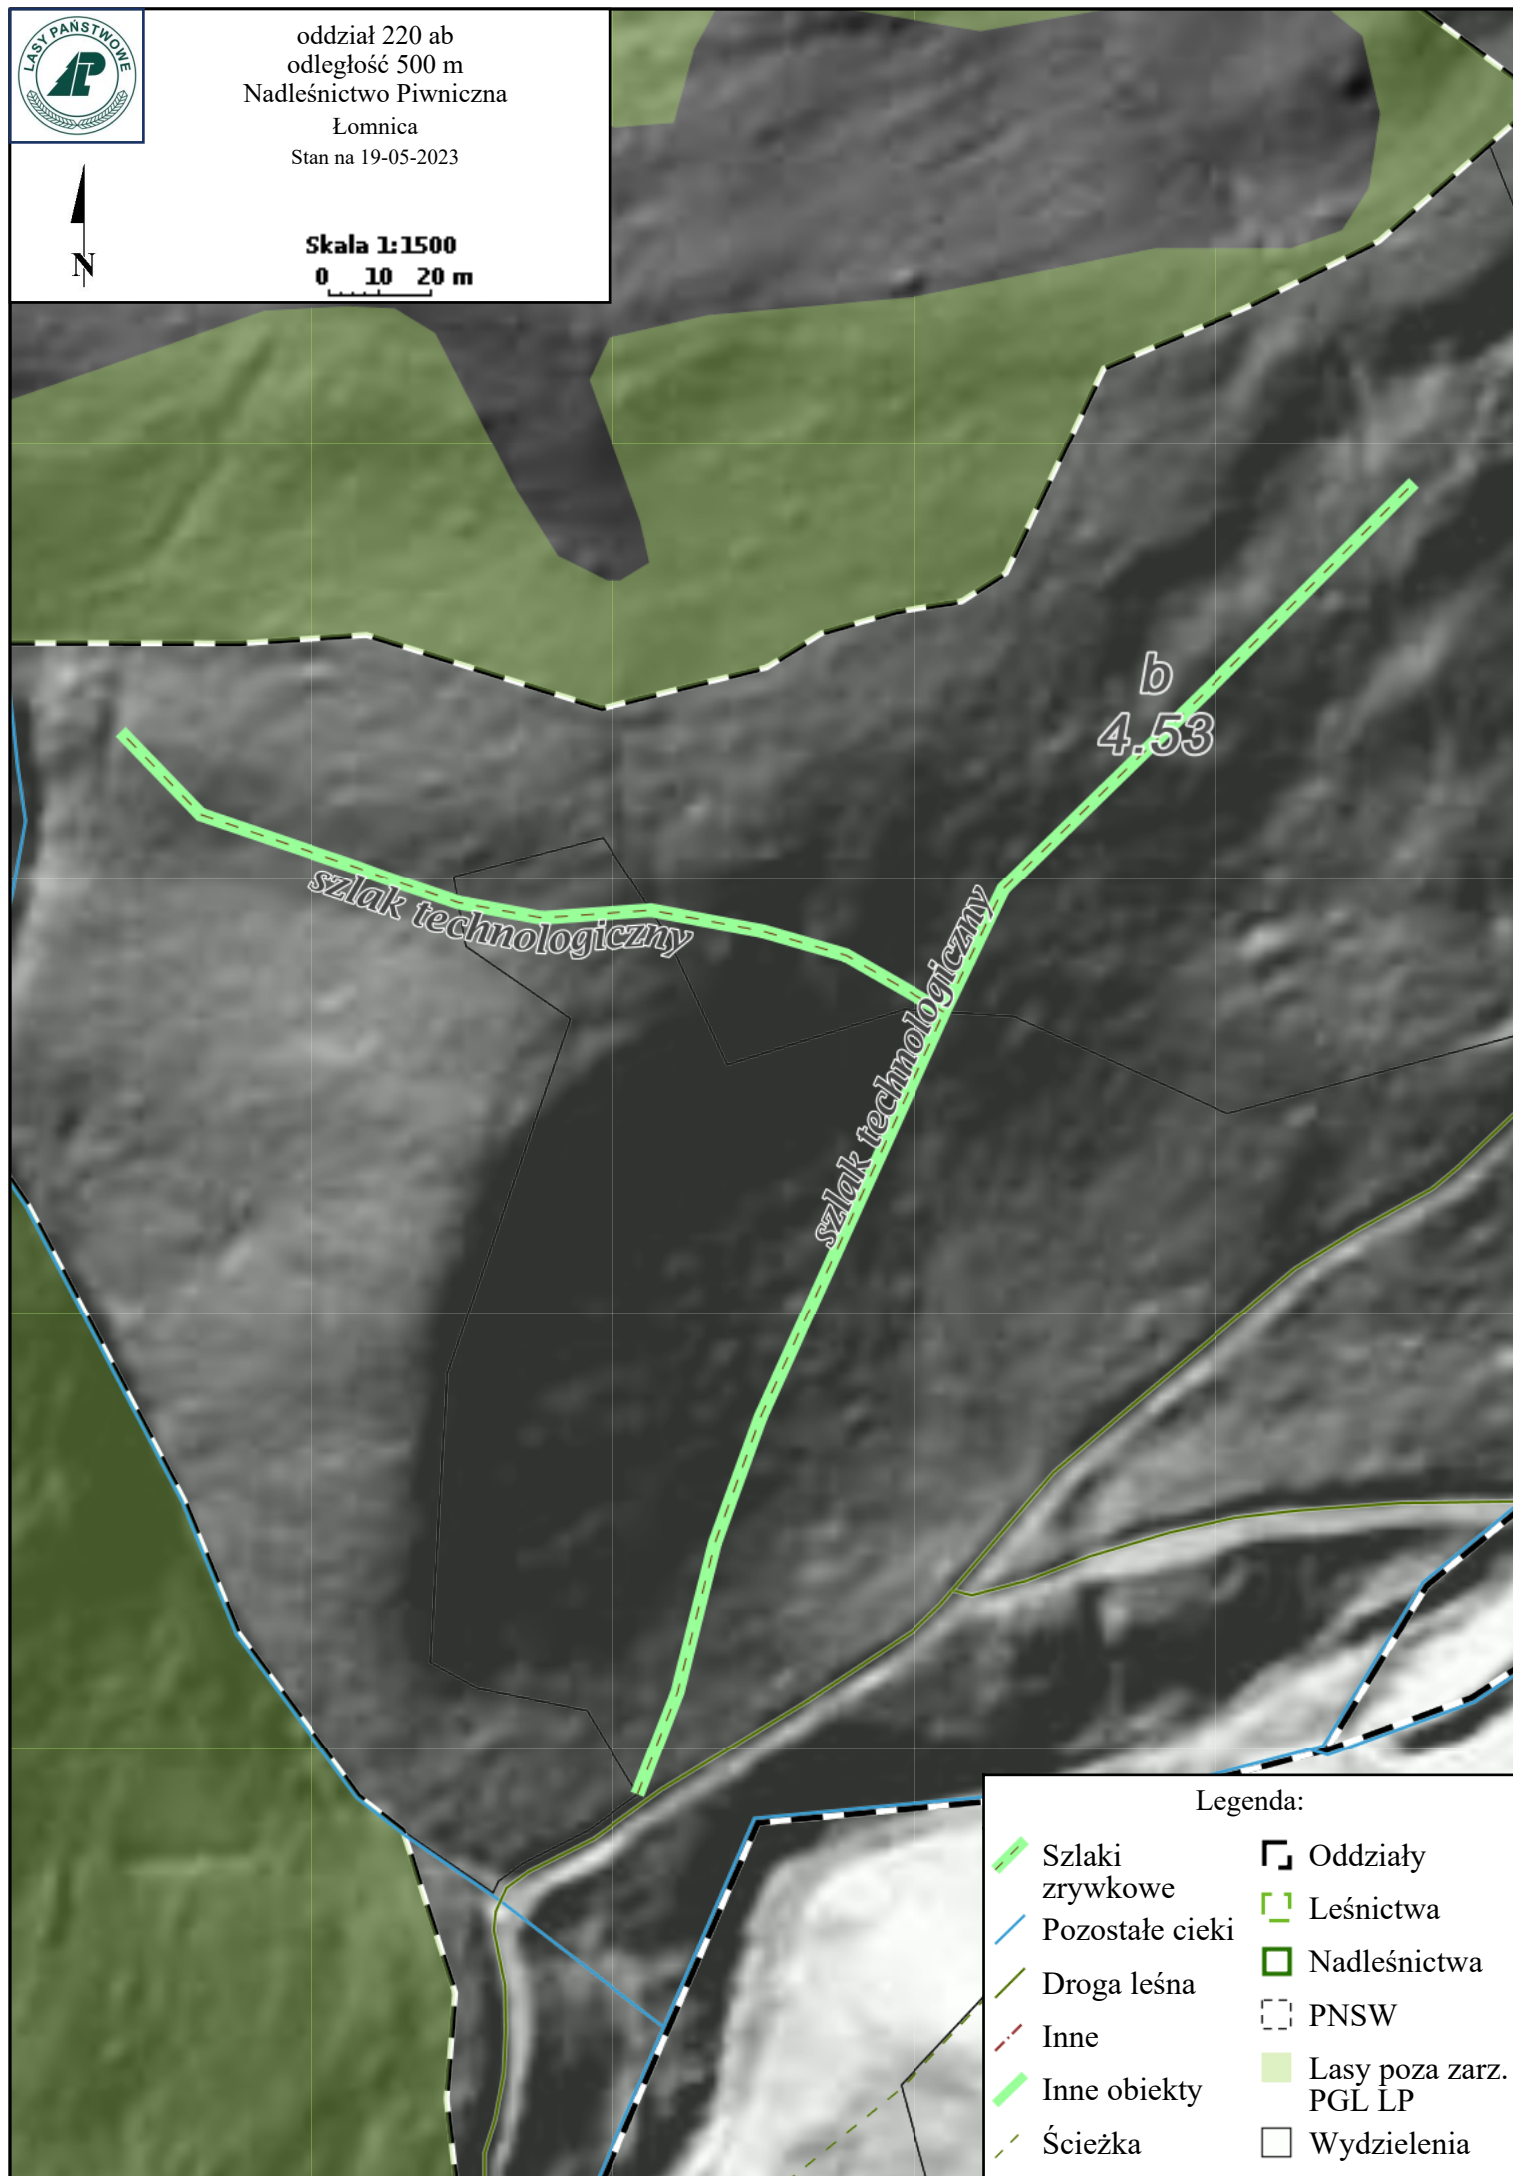 LASY PAŃSTWOWE
oddział 220 ab
odległość 500 m
Nadleśnictwo Piwniczna
Łomnica
Stan na 19-05-2023
N
Skala 1:1500
0 10 20 m
b
4.53
szlak technologiczny
szlak technologiczny
Legenda:
Szlaki
zrywkowe
Pozostałe cieki
Droga leśna
Inne
Inne obiekty
Ścieżka
Oddziały
Leśnictwa
Nadleśnictwa
PNSW
Lasy poza zarz.
PGL LP
Wydzielenia